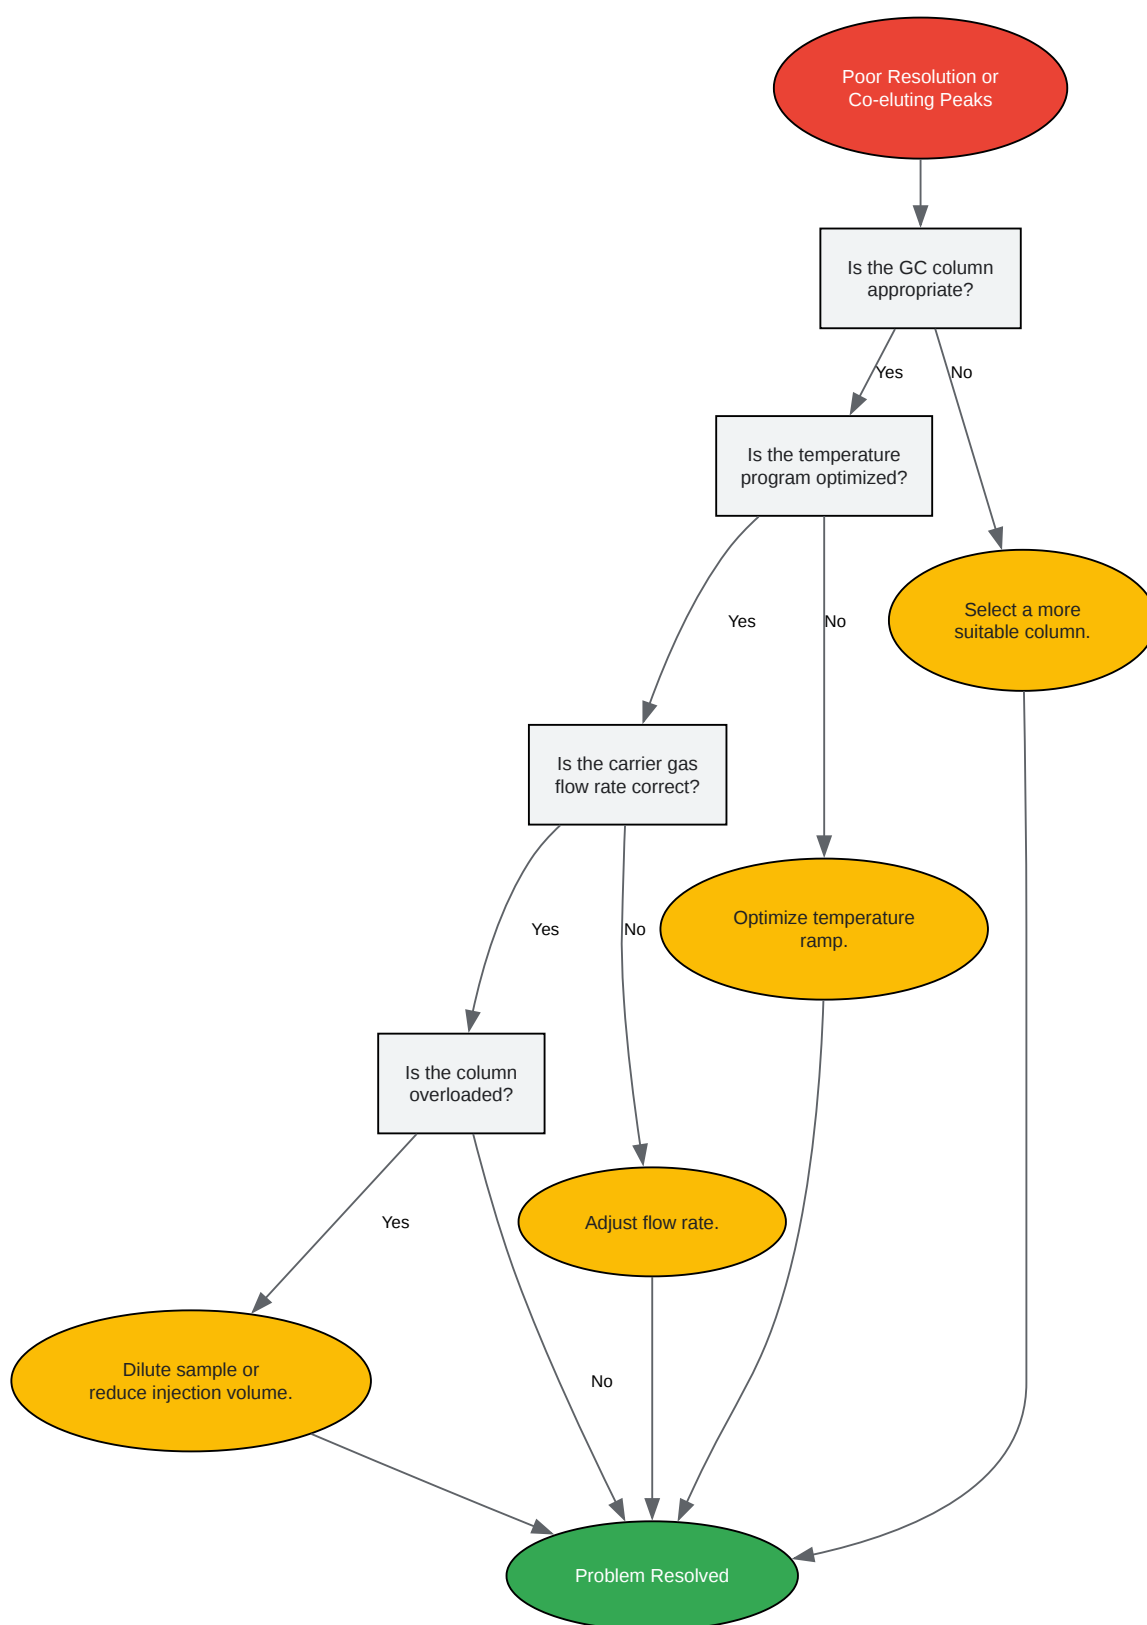 Poor Resolution or
Co-eluting Peaks
Is the GC column
appropriate?
Yes
No
Is the temperature
program optimized?
Select a more
suitable column.
Yes
No
Is the carrier gas
flow rate correct?
Optimize temperature
ramp.
Yes
No
Is the column
overloaded?
Yes
Adjust flow rate.
Dilute sample or
reduce injection volume.
No
Problem Resolved